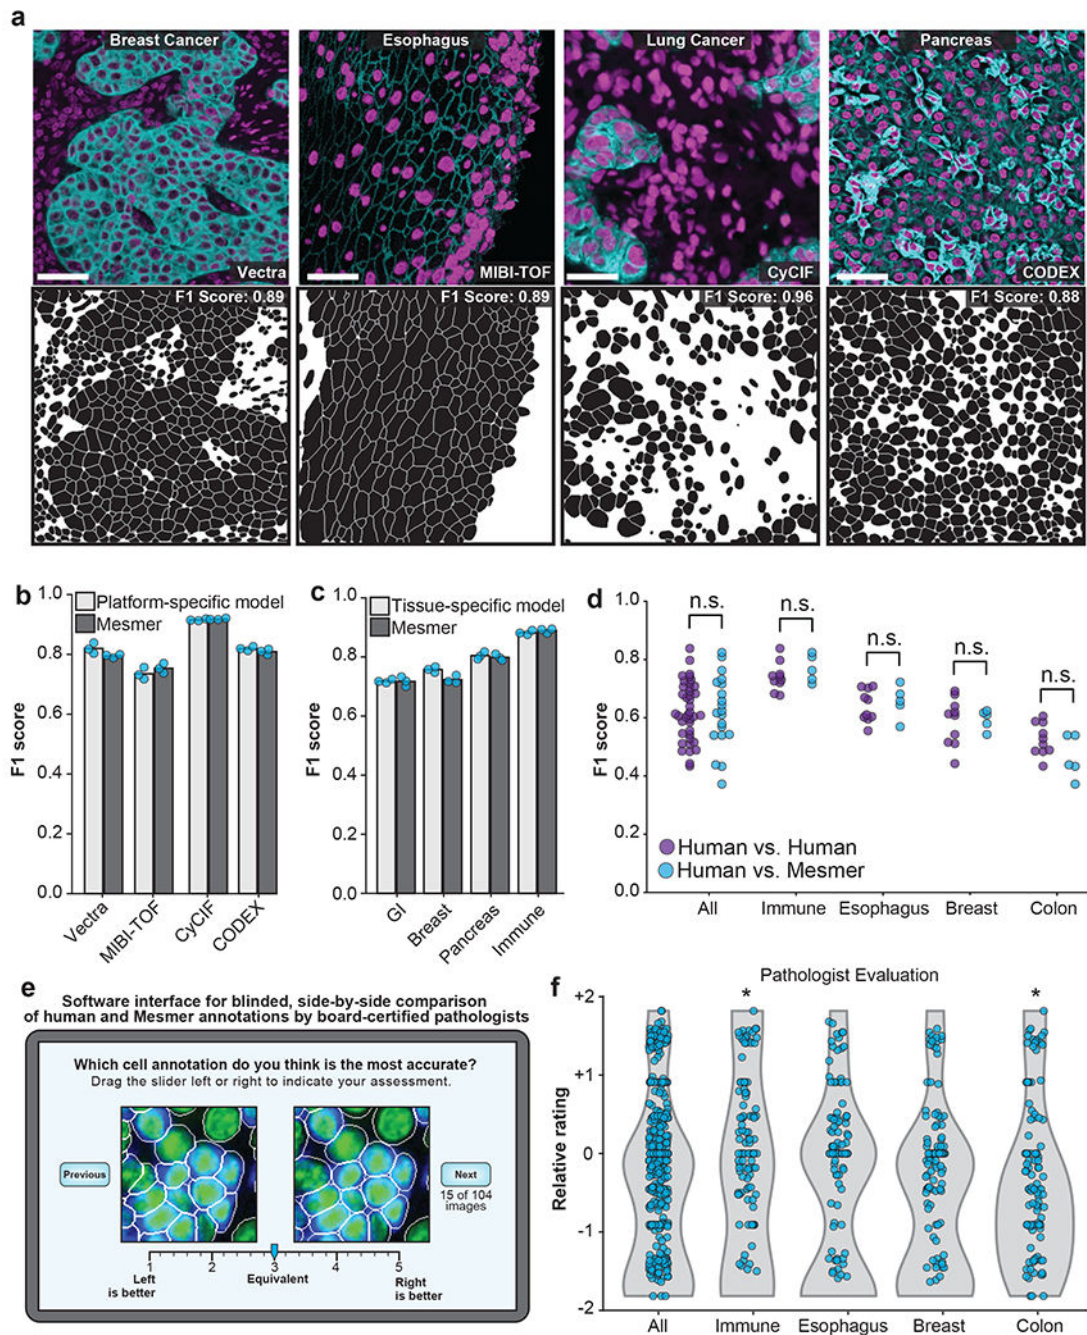 a
Breast Cancer
Esophagus
Lung Cancer
Pancreas
Vectra
MIBI-TOF
CyCIF
CODEX
F1 Score: 0.89
F1 Score: 0.89
F1 Score: 0.96
F1 Score: 0.88
b
1.0
0.8
0.6
0.4
0.2
0.0
F1 score
Platform-specific model
Mesmer
Vectra
MIBI-TOF
CyCIF
CODEX
c
1.0
0.8
0.6
0.4
0.2
0.0
F1 score
Tissue-specific model
Mesmer
GI
Breast
Pancreas
Immune
d
1.0
0.8
0.6
0.4
0.2
0.0
F1 score
n.s.
n.s.
n.s.
n.s.
n.s.
Human vs. Human
Human vs. Mesmer
All
Immune
Esophagus
Breast
Colon
e
Software interface for blinded, side-by-side comparison
of human and Mesmer annotations by board-certified pathologists
Which cell annotation do you think is the most accurate?
Drag the slider left or right to indicate your assessment.
Previous
Next
15 of 104
images
1 2 3 4 5
Left
is better
Equivalent
Right
is better
f
Pathologist Evaluation
+2
+1
0
-1
-2
Relative rating
*
*
All
Immune
Esophagus
Breast
Colon